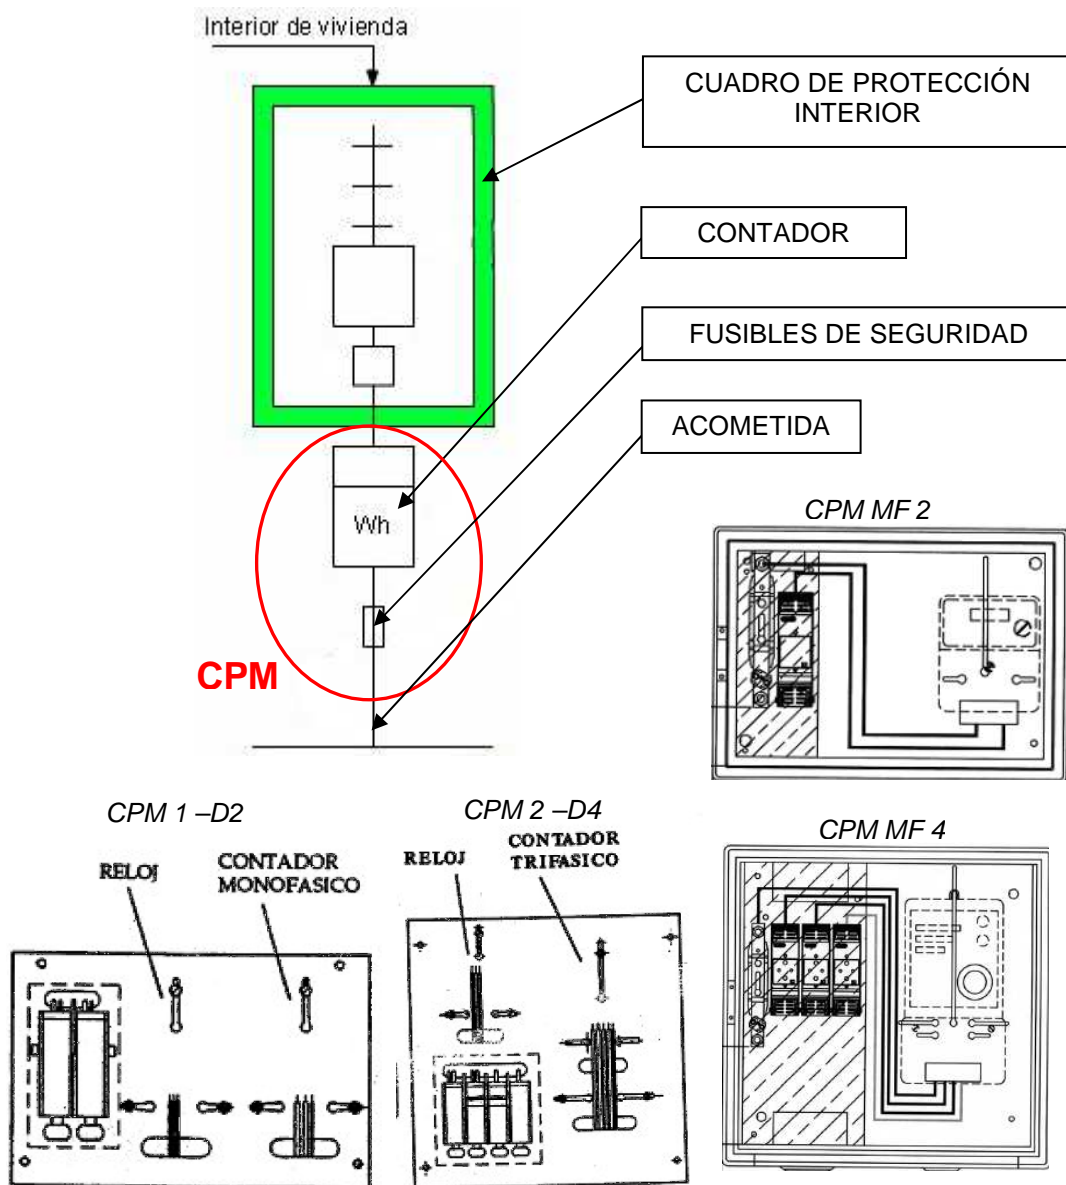 Interior de vivienda
CUADRO DE PROTECCIÓN
INTERIOR
CONTADOR
FUSIBLES DE SEGURIDAD
ACOMETIDA
Wh
CPM
CPM MF 2
CPM 1 –D2
RELOJ
CONTADOR
MONOFASICO
CPM 2 –D4
RELOJ
CONTADOR
TRIFASICO
CPM MF 4